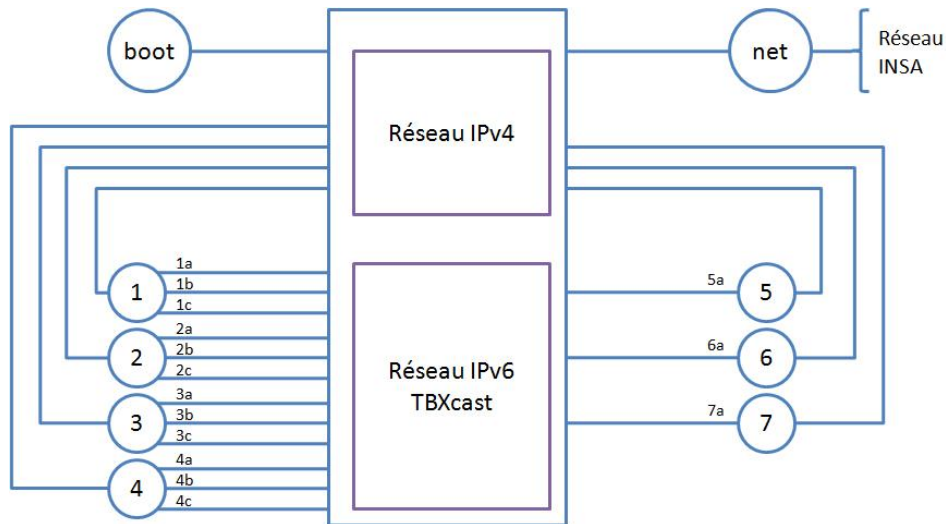 boot
net
Réseau
INSA
Réseau IPv4
1a
1
1b
1c
2a
2
2b
2c
3a
3
3b
3c
4a
4
4b
4c
Réseau IPv6
TBXcast
5a
5
6a
6
7a
7